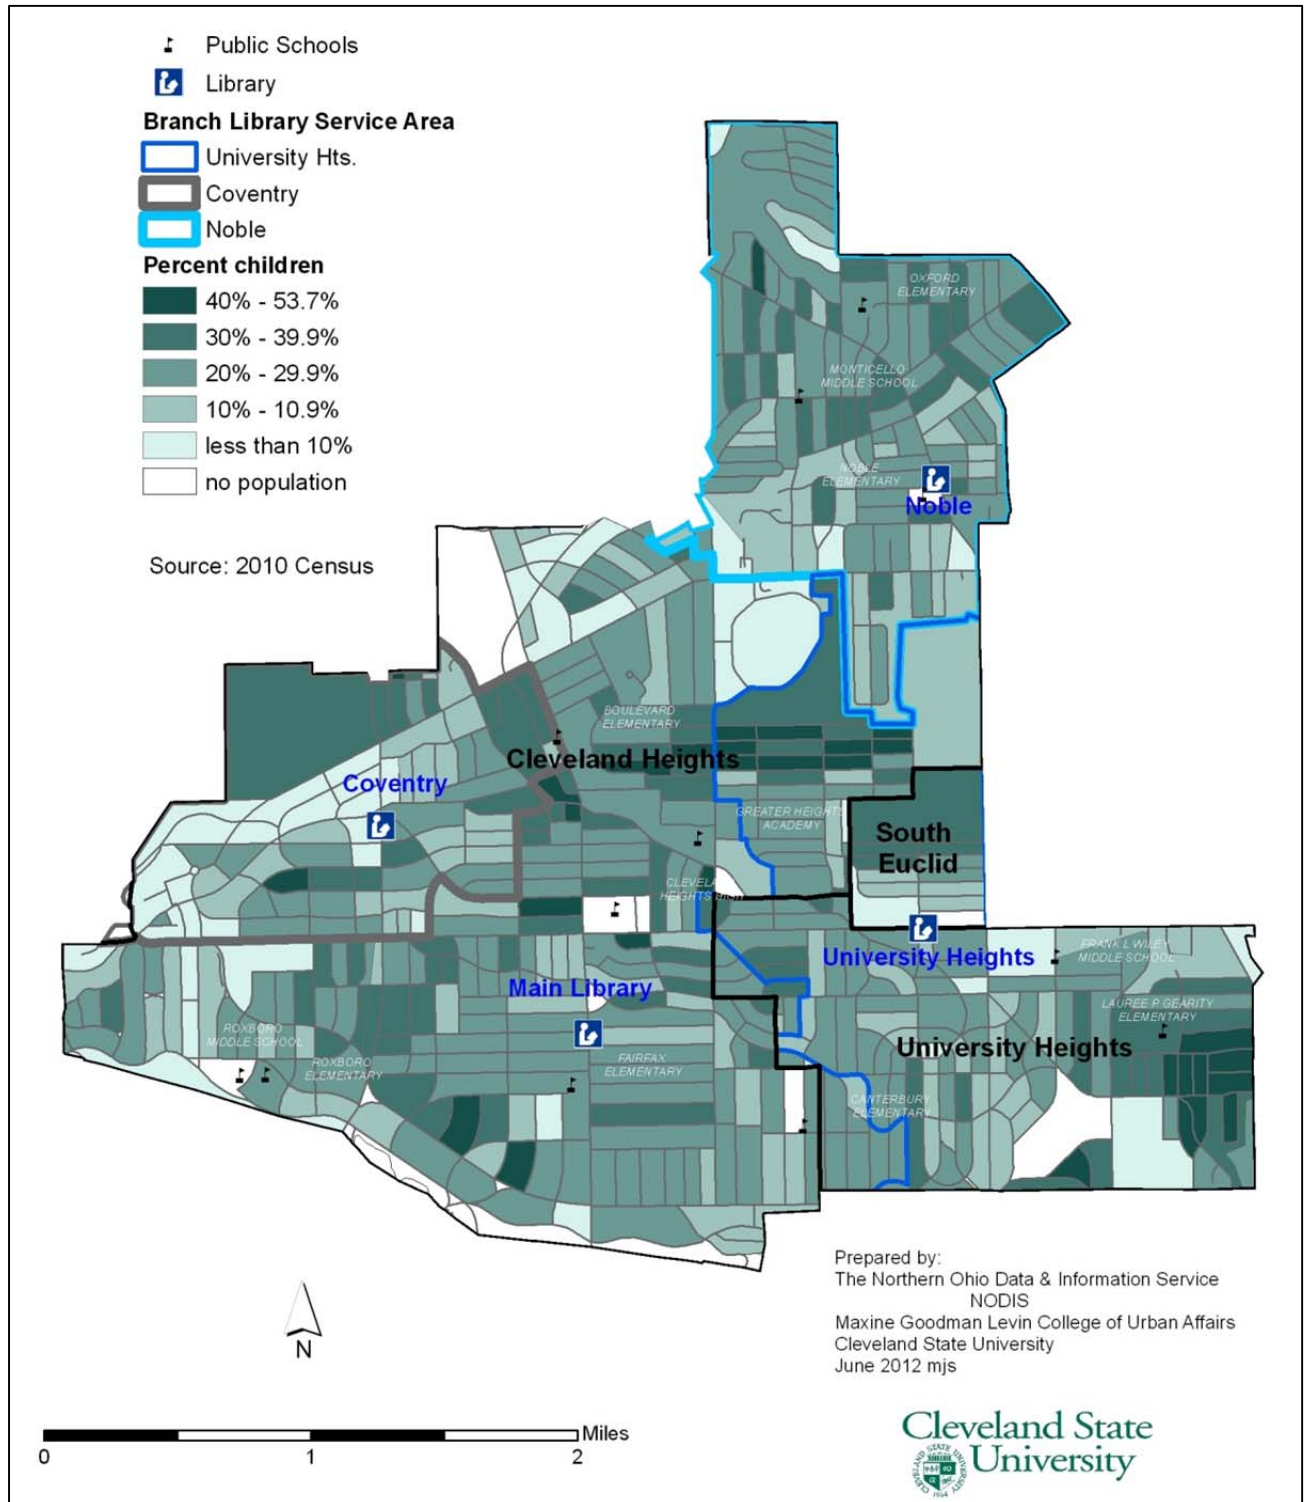 Public Schools
Library
Branch Library Service Area
University Hts.
Coventry
Noble
Percent children
40% - 53.7%
30% - 39.9%
20% - 29.9%
10% - 10.9%
less than 10%
no population
Source: 2010 Census
OXFORD
ELEMENTARY
MONTICELLO
MIDDLE SCHOOL
NOBLE
ELEMENTARY
Noble
BOULEVARD
ELEMENTARY
Cleveland Heights
Coventry
GREATER HEIGHTS
ACADEMY
South
Euclid
CLEVELA
HEIGHTS HIGH
University Heights
FRANK L WILEY
MIDDLE SCHOOL
Main Library
LAUREE P GEARITY
ELEMENTARY
ROXBORO
MIDDLE SCHOOL
University Heights
ROXBORO
ELEMENTARY
FAIRFAX
ELEMENTARY
CANTERBURY
ELEMENTARY
Prepared by:
The Northern Ohio Data & Information Service
NODIS
Maxine Goodman Levin College of Urban Affairs
Cleveland State University
June 2012 mjs
N
Miles
0 1 2
Cleveland State
University